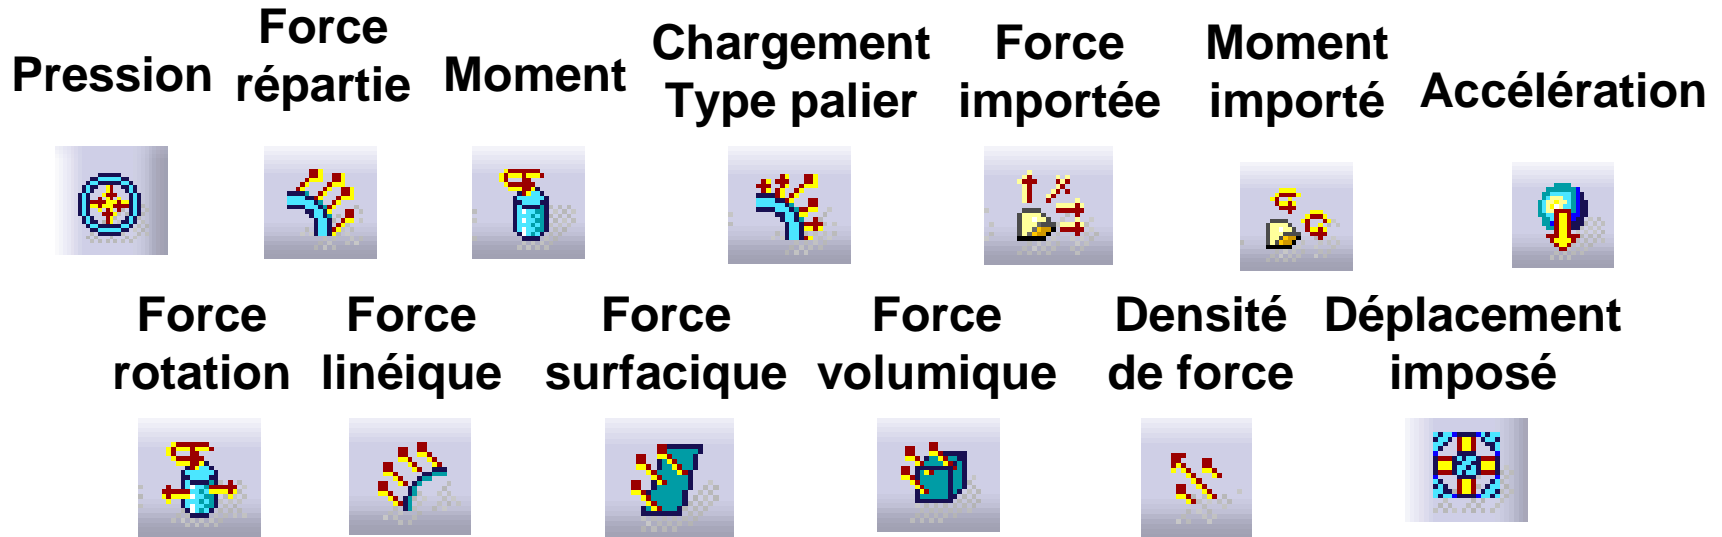 Pression
Force
répartie
Moment
Chargement
Type palier
Force
importée
Moment
importé
Accélération
Force
rotation
Force
linéique
Force
surfacique
Force
volumique
Densité
de force
Déplacement
imposé